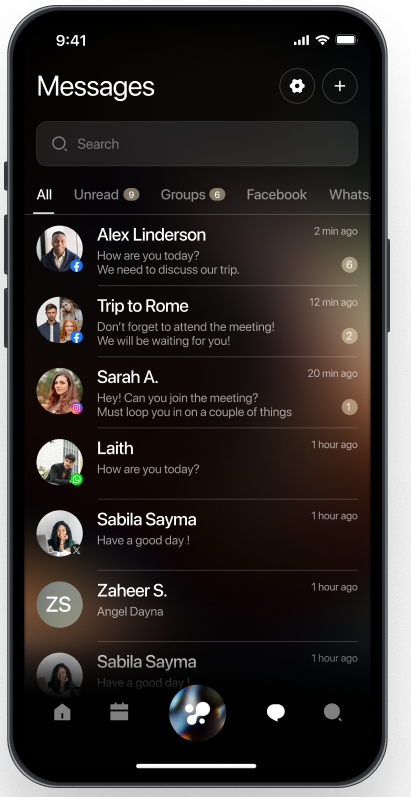 9:41
Messages
Search
All Unread 9 Groups 6 Facebook Whats
Alex Linderson 2 min ago
How are you today?
We need to discuss our trip. 6
Trip to Rome 12 min ago
Don't forget to attend the meeting!
We will be waiting for you! 2
Sarah A. 20 min ago
Hey! Can you join the meeting?
Must loop you in on a couple of things 1
Laith 1 hour ago
How are you today?
Sabila Sayma 1 hour ago
Have a good day !
ZS Zaheer S. 1 hour ago
Angel Dayna
Sabila Sayma 1 hour ago
Have a good day !